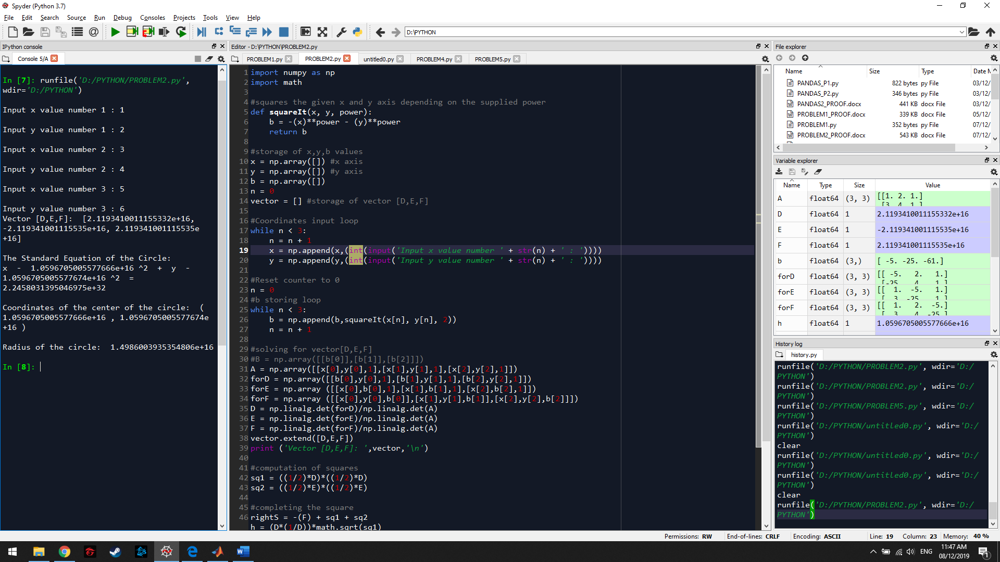 Spyder (Python 3.7)
File Edit Search Source Run Debug Consoles Projects Tools View Help
D:\PYTHON
IPython console
Console 5/A
In [7]: runfile('D:/PYTHON/PROBLEM2.py',
wdir='D:/PYTHON')
Input x value number 1 : 1
Input y value number 1 : 2
Input x value number 2 : 3
Input y value number 2 : 4
Input x value number 3 : 5
Input y value number 3 : 6
Vector [D,E,F]:  [2.1193410011155332e+16,
-2.119341001115535e+16, 2.119341001115535e
+16]
The Standard Equation of the Circle:
x  -  1.0596705005577666e+16 ^2  +  y  -
1.0596705005577674e+16 ^2  =
2.2458031395046975e+32
Coordinates of the center of the circle:  (
1.0596705005577666e+16 , 1.0596705005577674e
+16 )
Radius of the circle:  1.4986003935354806e+16
In [8]:
Editor - D:\PYTHON\PROBLEM2.py
PROBLEM1.py PROBLEM2.py untitled0.py PROBLEM4.py PROBLEM5.py
1 import numpy as np
2 import math
3
4 #squares the given x and y axis depending on the supplied power
5 def squareIt(x, y, power):
6     b = -(x)**power - (y)**power
7     return b
8
9 #storage of x,y,b values
10 x = np.array([]) #x axis
11 y = np.array([]) #y axis
12 b = np.array([])
13 n = 0
14 vector = [] #storage of vector [D,E,F]
15
16 #Coordinates input loop
17 while n < 3:
18     n = n + 1
19     x = np.append(x,(int(input('Input x value number ' + str(n) + ' : '))))
20     y = np.append(y,(int(input('Input y value number ' + str(n) + ' : '))))
21
22 #Reset counter to 0
23 n = 0
24 #b storing loop
25 while n < 3:
26     b = np.append(b,squareIt(x[n], y[n], 2))
27     n = n + 1
28
29 #solving for vector[D,E,F]
30 #B = np.array([[b[0]],[b[1]],[b[2]]])
31 A = np.array([[x[0],y[0],1],[x[1],y[1],1],[x[2],y[2],1]])
32 forD = np.array([[b[0],y[0],1],[b[1],y[1],1],[b[2],y[2],1]])
33 forE = np.array ([[x[0],b[0],1],[x[1],b[1],1],[x[2],b[2],1]])
34 forF = np.array ([[x[0],y[0],b[0]],[x[1],y[1],b[1]],[x[2],y[2],b[2]]])
35 D = np.linalg.det(forD)/np.linalg.det(A)
36 E = np.linalg.det(forE)/np.linalg.det(A)
37 F = np.linalg.det(forF)/np.linalg.det(A)
38 vector.extend([D,E,F])
39 print ('Vector [D,E,F]: ',vector,'\n')
40
41 #computation of squares
42 sq1 = ((1/2)*D)*((1/2)*D)
43 sq2 = ((1/2)*E)*((1/2)*E)
44
45 #completing the square
46 rightS = -(F) + sq1 + sq2
h = (D*(1/D))*math.sqrt(sq1)
File explorer
Name Size Type Date M
PANDAS_P1.py 822 bytes py File 03/12/
PANDAS_P2.py 346 bytes py File 03/12/
PANDAS2_PROOF.docx 441 KB docx File 03/12/
PROBLEM1_PROOF.docx 339 KB docx File 05/12/
PROBLEM1.py 352 bytes py File 07/12/
PROBLEM2_PROOF.docx 543 KB docx File 07/12/
Variable explorer
Name Type Size Value
A float64 (3, 3) [[1. 2. 1.]
[3. 4. 1.]
D float64 1 2.1193410011155332e+16
E float64 1 -2.119341001115535e+16
F float64 1 2.119341001115535e+16
b float64 (3,) [ -5. -25. -61.]
forD float64 (3, 3) [[ -5.   2.   1.]
[-25.   4.   1.]
forE float64 (3, 3) [[  1.  -5.   1.]
[  3. -25.   1.]
forF float64 (3, 3) [[  1.   2.  -5.]
[  3.   4. -25.]
h float64 1 1.0596705005577666e+16
History log
history.py
runfile('D:/PYTHON/PROBLEM2.py', wdir='D:/
PYTHON')
runfile('D:/PYTHON/PROBLEM2.py', wdir='D:/
PYTHON')
runfile('D:/PYTHON/PROBLEM5.py', wdir='D:/
PYTHON')
runfile('D:/PYTHON/untitled0.py', wdir='D:/
PYTHON')
clear
runfile('D:/PYTHON/untitled0.py', wdir='D:/
PYTHON')
runfile('D:/PYTHON/untitled0.py', wdir='D:/
PYTHON')
clear
runfile('D:/PYTHON/PROBLEM2.py', wdir='D:/
PYTHON')
Permissions: RW End-of-lines: CRLF Encoding: ASCII Line: 19 Column: 23 Memory: 40 %
ENG
11:47 AM
08/12/2019
1